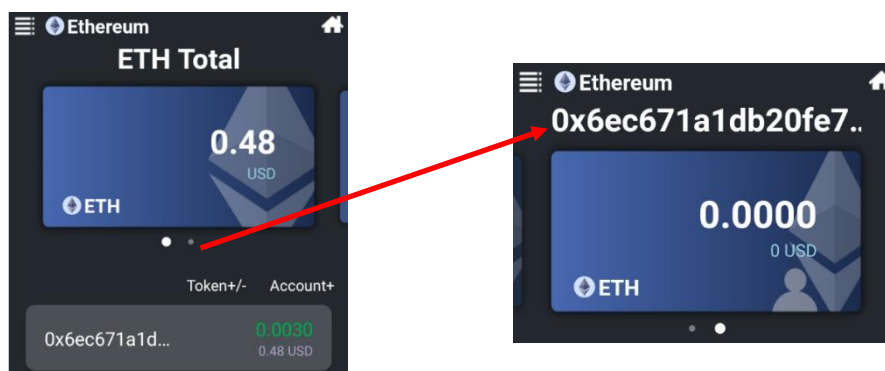 Ethereum
ETH Total
0.48
USD
ETH
Token+/- Account+
0x6ec671a1d...
0.0030
0.48 USD
Ethereum
0x6ec671a1db20fe7..
0.0000
0 USD
ETH